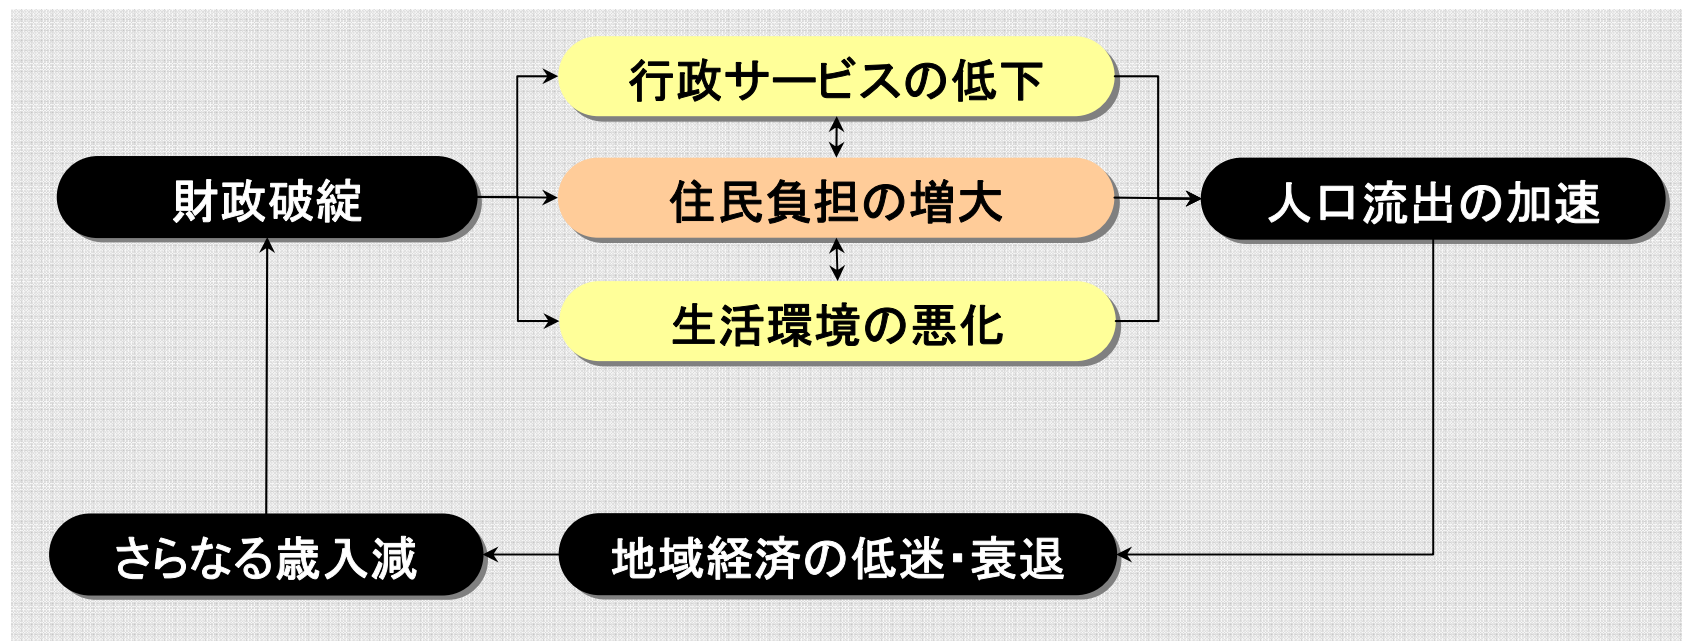 行政サービスの低下
財政破綻
住民負担の増大
人口流出の加速
生活環境の悪化
さらなる歳入減
地域経済の低迷・衰退